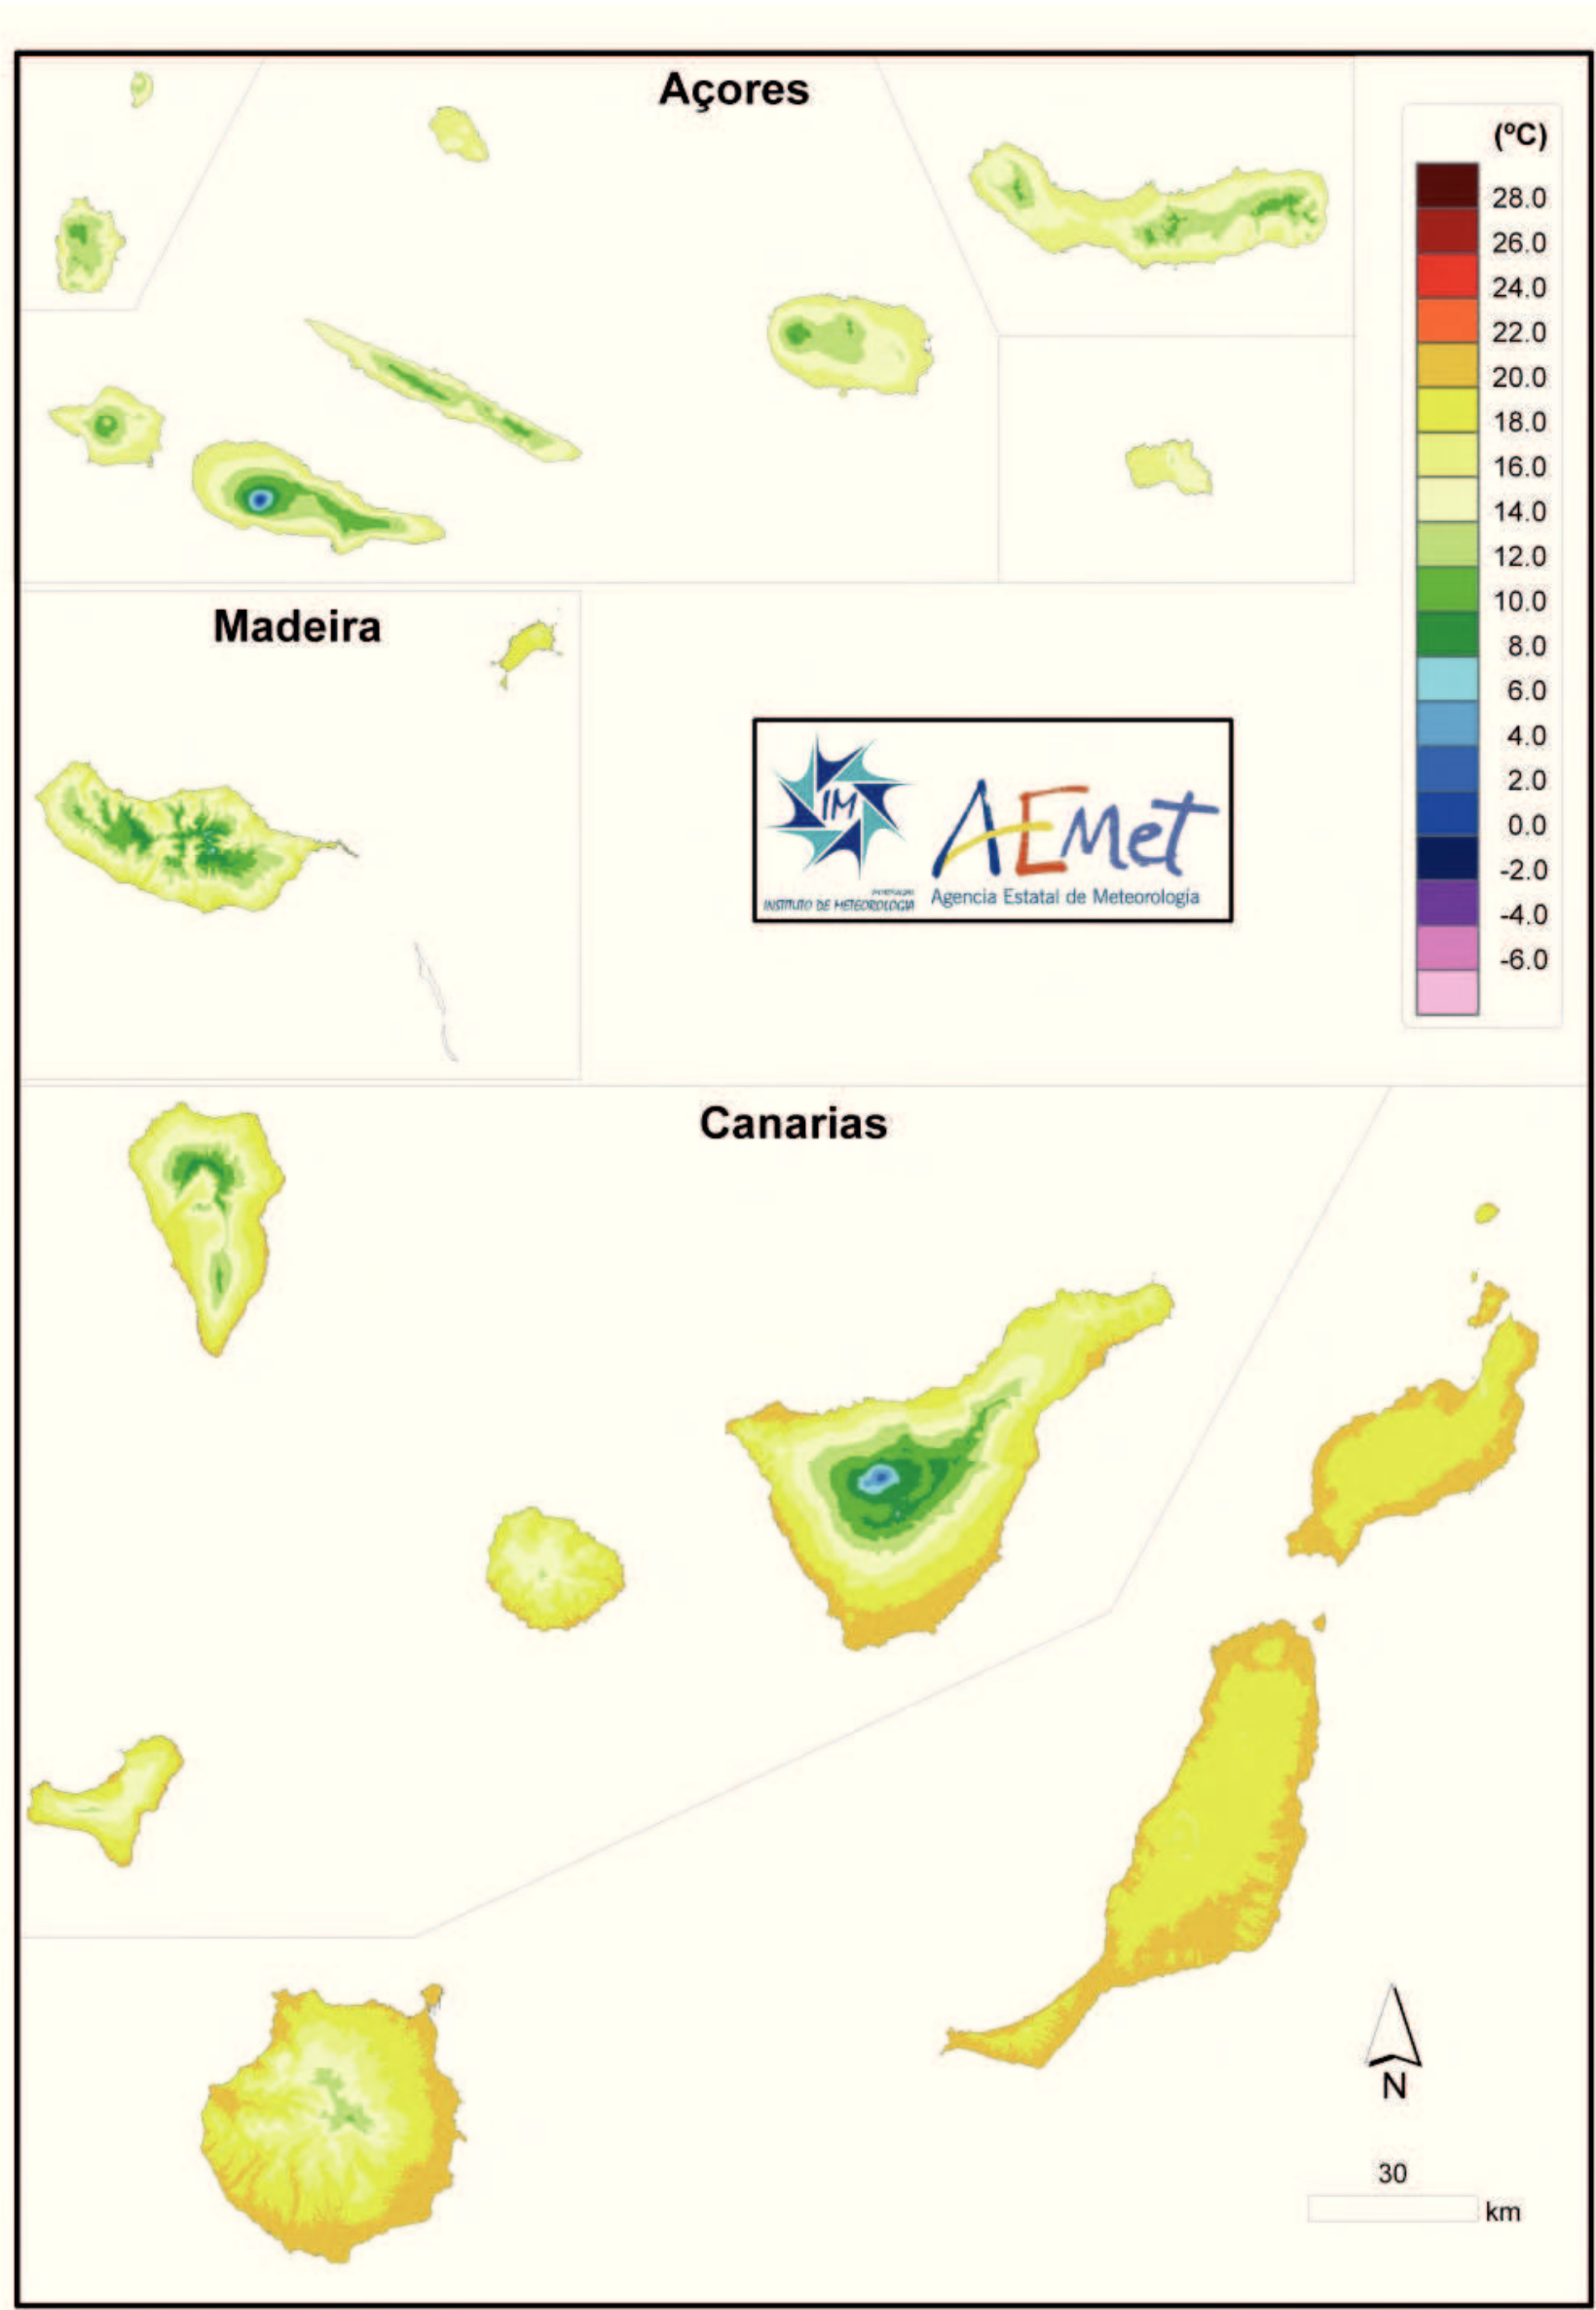 Açores
(ºC)
28.0
26.0
24.0
22.0
20.0
18.0
16.0
14.0
12.0
10.0
8.0
6.0
4.0
2.0
0.0
-2.0
-4.0
-6.0
Madeira
IM
PORTUGAL
INSTITUTO DE METEOROLOGIA
AEMet
Agencia Estatal de Meteorología
Canarias
N
30
km